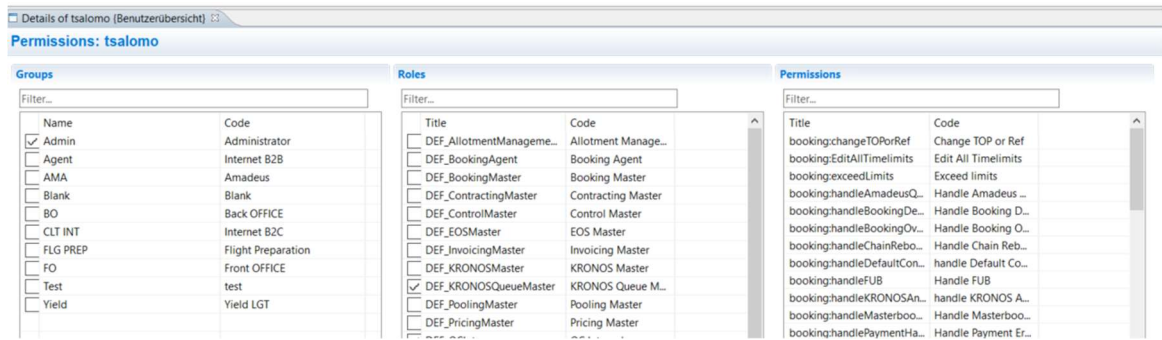 Details of tsalomo (Benutzerübersicht)
Permissions: tsalomo
Groups
Filter...
Name Code
Admin Administrator
Agent Internet B2B
AMA Amadeus
Blank Blank
BO Back OFFICE
CLT INT Internet B2C
FLG PREP Flight Preparation
FO Front OFFICE
Test test
Yield Yield LGT
Roles
Filter...
Title Code
DEF_AllotmentManageme... Allotment Manage...
DEF_BookingAgent Booking Agent
DEF_BookingMaster Booking Master
DEF_ContractingMaster Contracting Master
DEF_ControlMaster Control Master
DEF_EOSMaster EOS Master
DEF_InvoicingMaster Invoicing Master
DEF_KRONOSMaster KRONOS Master
DEF_KRONOSQueueMaster KRONOS Queue M...
DEF_PoolingMaster Pooling Master
DEF_PricingMaster Pricing Master
Permissions
Filter...
Title Code
booking:changeTOPorRef Change TOP or Ref
booking:EditAllTimelimits Edit All Timelimits
booking:exceedLimits Exceed limits
booking:handleAmadeusQ... Handle Amadeus ...
booking:handleBookingDe... Handle Booking D...
booking:handleBookingOv... Handle Booking O...
booking:handleChainRebo... Handle Chain Reb...
booking:handleDefaultCon... handle Default Co...
booking:handleFUB Handle FUB
booking:handleKRONOSAn... handle KRONOS A...
booking:handleMasterboo... Handle Masterboo...
booking:handlePaymentHa... Handle Payment Er...